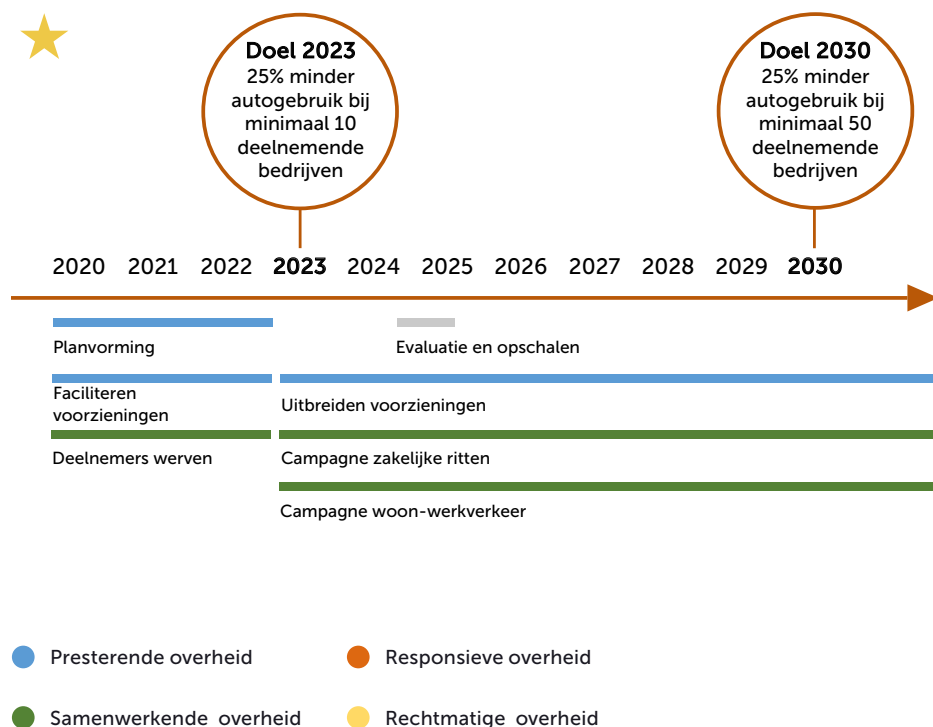 Doel 2023
25% minder
autogebruik bij
minimaal 10
deelnemende
bedrijven
Doel 2030
25% minder
autogebruik bij
minimaal 50
deelnemende
bedrijven
2020 2021 2022 2023 2024 2025 2026 2027 2028 2029 2030
Planvorming
Evaluatie en opschalen
Faciliteren
voorzieningen
Uitbreiden voorzieningen
Deelnemers werven
Campagne zakelijke ritten
Campagne woon-werkverkeer
Presterende overheid
Responsieve overheid
Samenwerkende overheid
Rechtmatige overheid